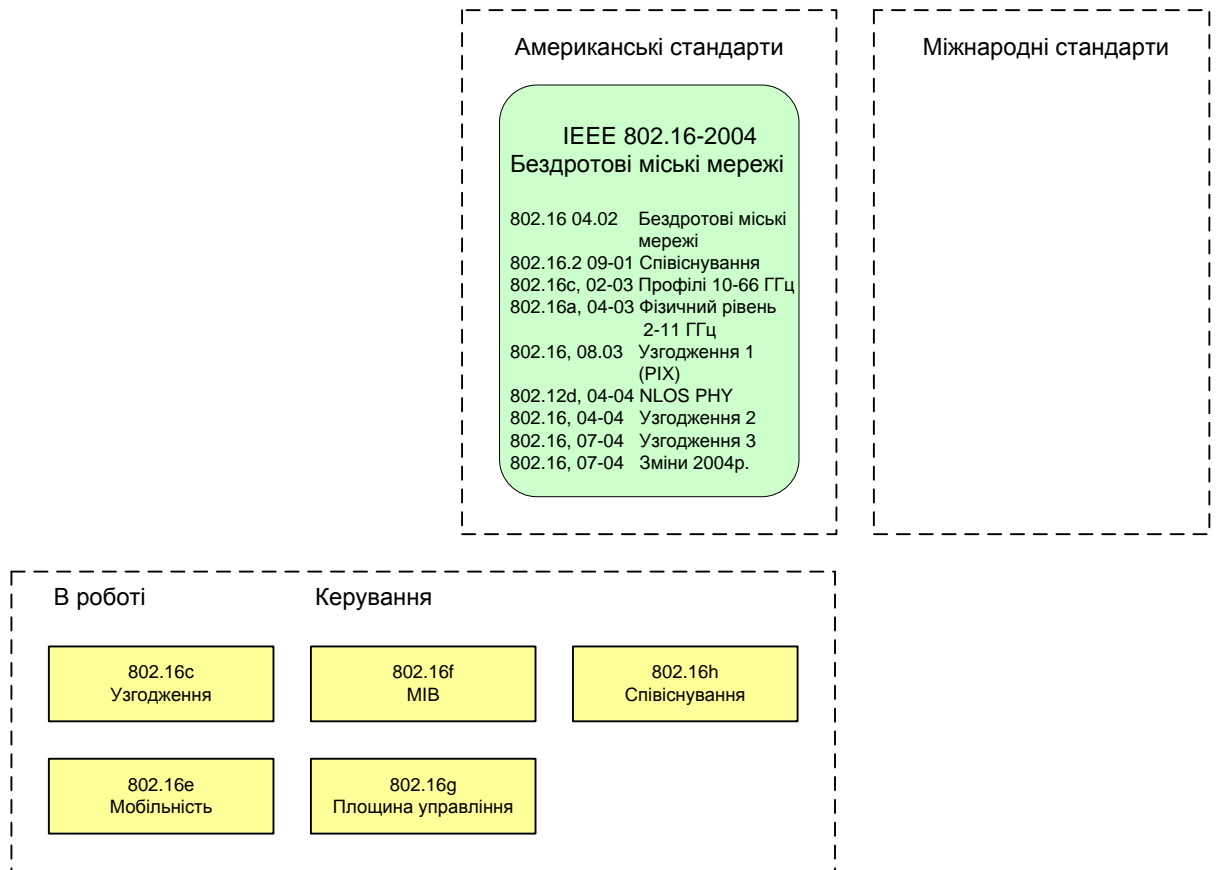 Американські стандарти
Міжнародні стандарти
IEEE 802.16-2004
Бездротові міські мережі
802.16 04.02 Бездротові міські
мережі
802.16.2 09-01 Співіснування
802.16c, 02-03 Профілі 10-66 ГГц
802.16a, 04-03 Фізичний рівень
2-11 ГГц
802.16, 08.03 Узгодження 1
(PIX)
802.12d, 04-04 NLOS PHY
802.16, 04-04 Узгодження 2
802.16, 07-04 Узгодження 3
802.16, 07-04 Зміни 2004р.
В роботі
Керування
802.16c
Узгодження
802.16f
MIB
802.16h
Співіснування
802.16e
Мобільність
802.16g
Площина управління